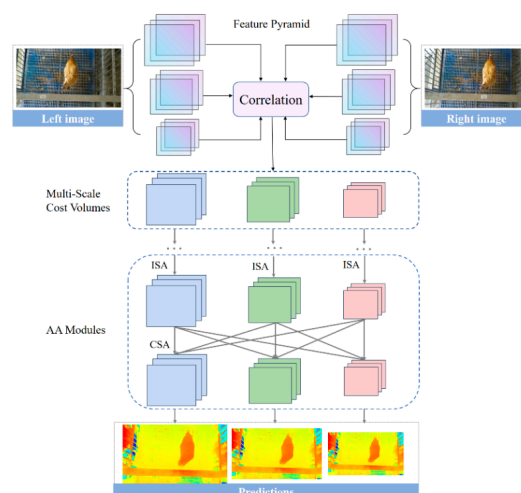 Feature Pyramid
Correlation
Left image
Right image
Multi-Scale
Cost Volumes
...
...
...
ISA
ISA
ISA
AA Modules
CSA
Predictions